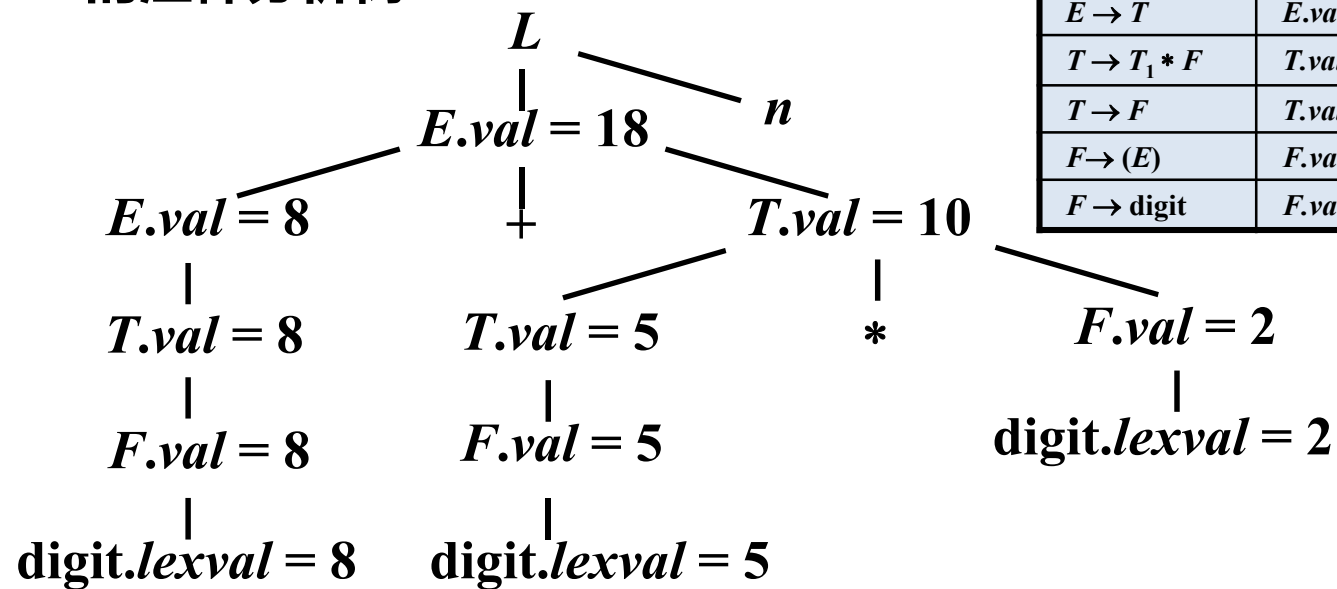 L
n
E.val = 18
E.val = 8
+
T.val = 10
T.val = 8
T.val = 5
*
F.val = 2
F.val = 8
F.val = 5
digit.lexval = 2
digit.lexval = 8
digit.lexval = 5
E → T
T → T₁ * F
T → F
F→ (E)
F → digit